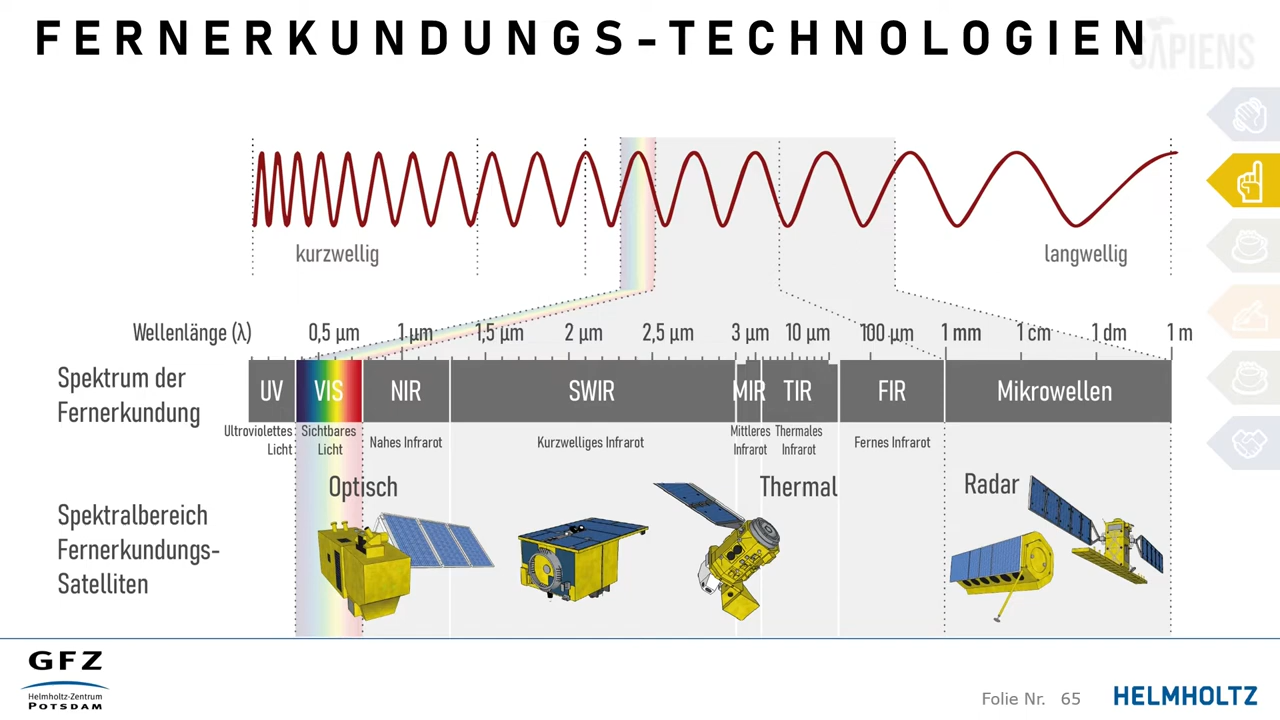 FERNERKUNDUNGS-TECHNOLOGIEN
SAPIENS
kurzwellig
langwellig
Wellenlänge (λ) 0,5 µm 1 µm 1,5 µm 2 µm 2,5 µm 3 µm 10 µm 100 µm 1 mm 1 cm 1 dm 1 m
Spektrum der
Fernerkundung
UV VIS NIR SWIR MIR TIR FIR Mikrowellen
Ultroviolettes
Licht
Sichtbares
Licht
Nahes Infrarot
Kurzwelliges Infrarot
Mittleres
Infrarot
Thermales
Infrarot
Fernes Infrarot
Optisch
Thermal
Radar
Spektralbereich
Fernerkundungs-
Satelliten
GFZ
Helmholtz-Zentrum
POTSDAM
Folie Nr. 65
HELMHOLTZ